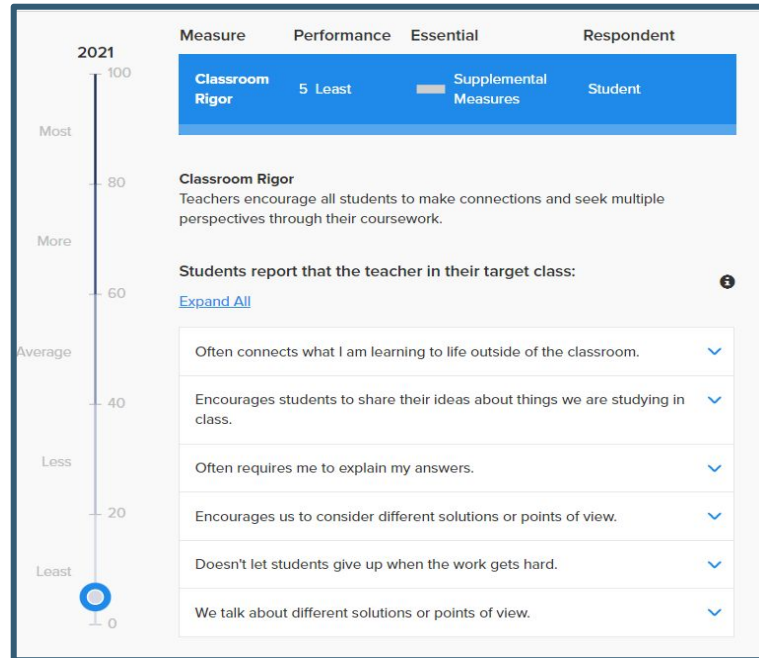 2021
100
Most
80
More
60
Average
40
Less
20
Least
0
Measure Performance Essential Respondent
Classroom Rigor 5 Least Supplemental Measures Student
Classroom Rigor
Teachers encourage all students to make connections and seek multiple
perspectives through their coursework.
Students report that the teacher in their target class:
Expand All
Often connects what I am learning to life outside of the classroom.
Encourages students to share their ideas about things we are studying in
class.
Often requires me to explain my answers.
Encourages us to consider different solutions or points of view.
Doesn't let students give up when the work gets hard.
We talk about different solutions or points of view.